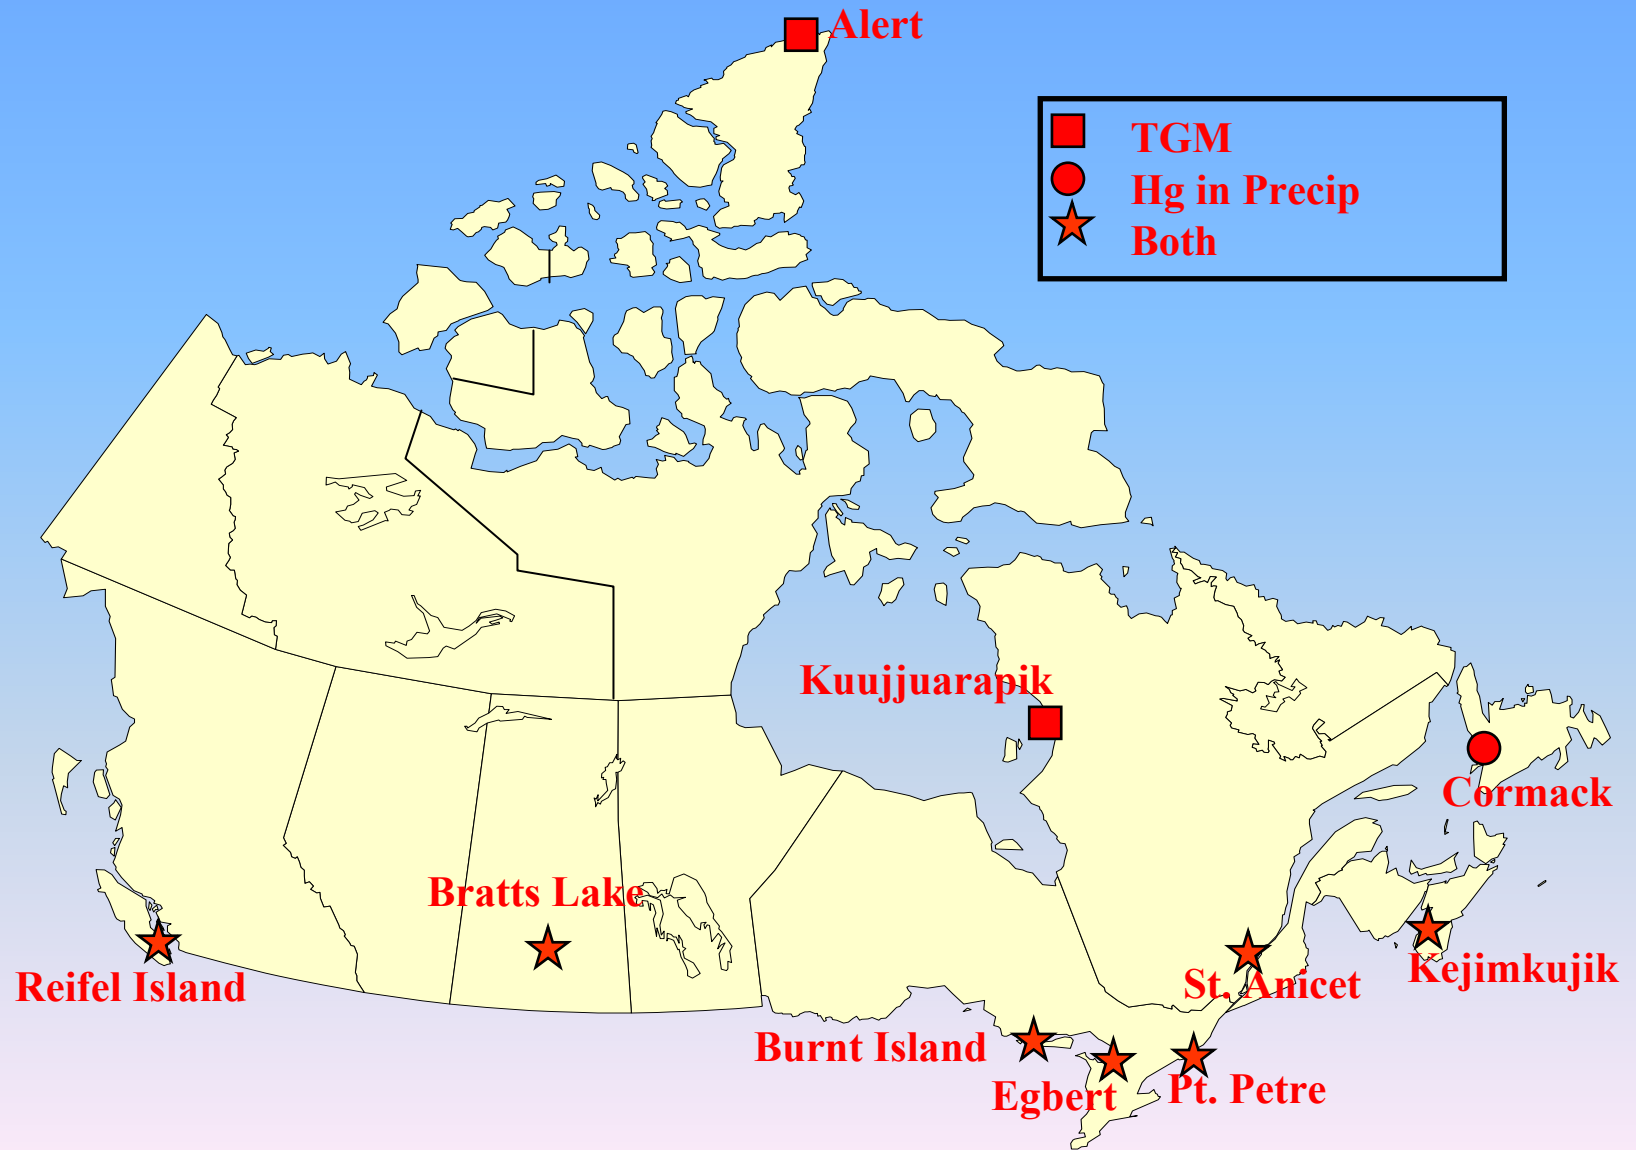 Alert
TGM
Hg in Precip
Both
Kuujjuarapik
Cormack
Bratts Lake
Reifel Island
St. Anicet
Kejimkujik
Burnt Island
Egbert
Pt. Petre